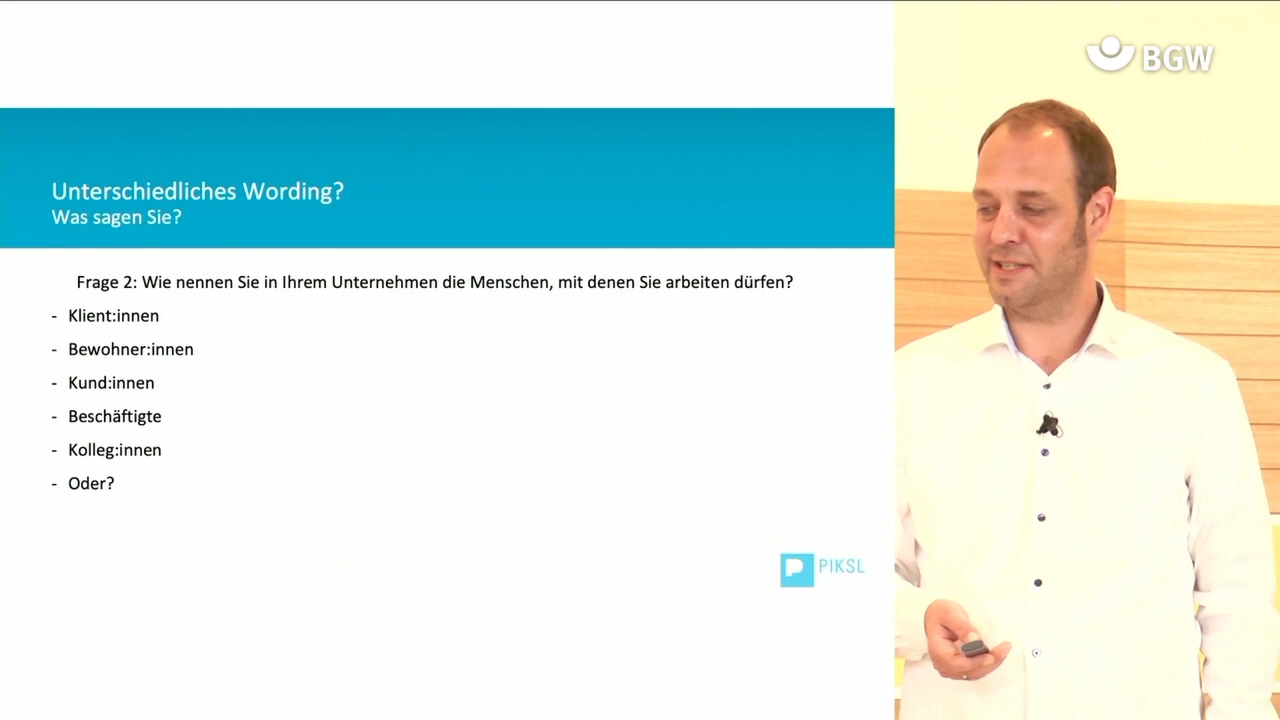 BGW
Unterschiedliches Wording?
Was sagen Sie?
Frage 2: Wie nennen Sie in Ihrem Unternehmen die Menschen, mit denen Sie arbeiten dürfen?
- Klient:innen
- Bewohner:innen
- Kund:innen
- Beschäftigte
- Kolleg:innen
- Oder?
PIKSL